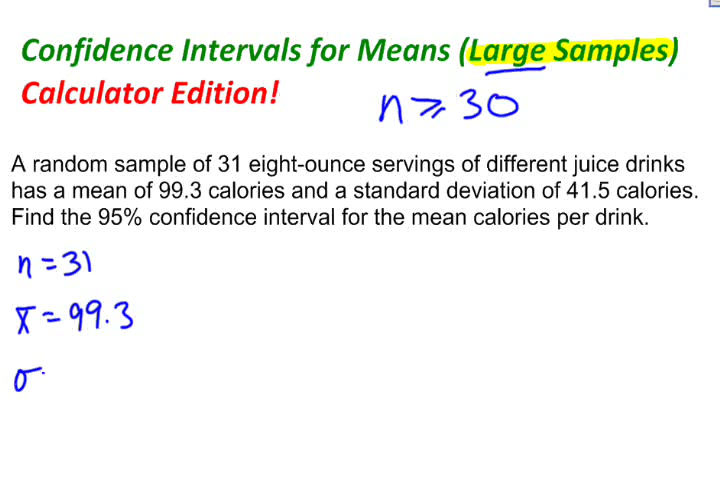 Confidence Intervals for Means (Large Samples)
Calculator Edition!
n ⩾ 30
A random sample of 31 eight-ounce servings of different juice drinks
has a mean of 99.3 calories and a standard deviation of 41.5 calories.
Find the 95% confidence interval for the mean calories per drink.
n = 31
x̄ = 99.3
σ